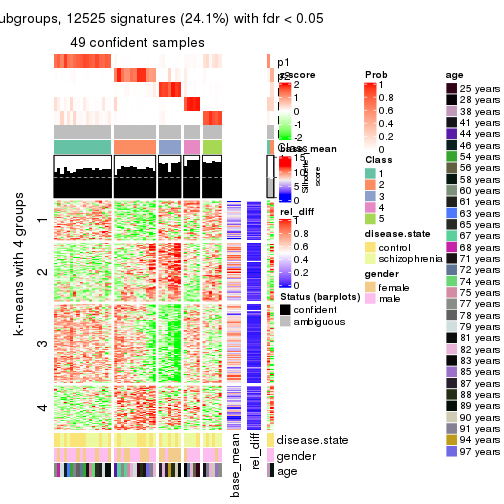 ubgroups, 12525 signatures (24.1%) with fdr < 0.05
49 confident samples
p1
z-score
2
1
0
-1
-2
base_mean
15
10
5
0
Silhouette
score
rel_diff
1
0.8
0.6
0.4
0.2
0
Status (barplots)
confident
ambiguous
Prob
1
0.8
0.6
0.4
0.2
0
Class
1
2
3
4
5
disease.state
control
schizophrenia
gender
female
male
age
25 years
28 years
38 years
41 years
44 years
46 years
54 years
56 years
58 years
60 years
61 years
63 years
65 years
67 years
68 years
71 years
72 years
74 years
75 years
77 years
78 years
79 years
81 years
82 years
83 years
85 years
87 years
88 years
89 years
90 years
91 years
94 years
97 years
k-means with 4 groups
1
2
3
4
disease.state
gender
age
base_mean
rel_diff